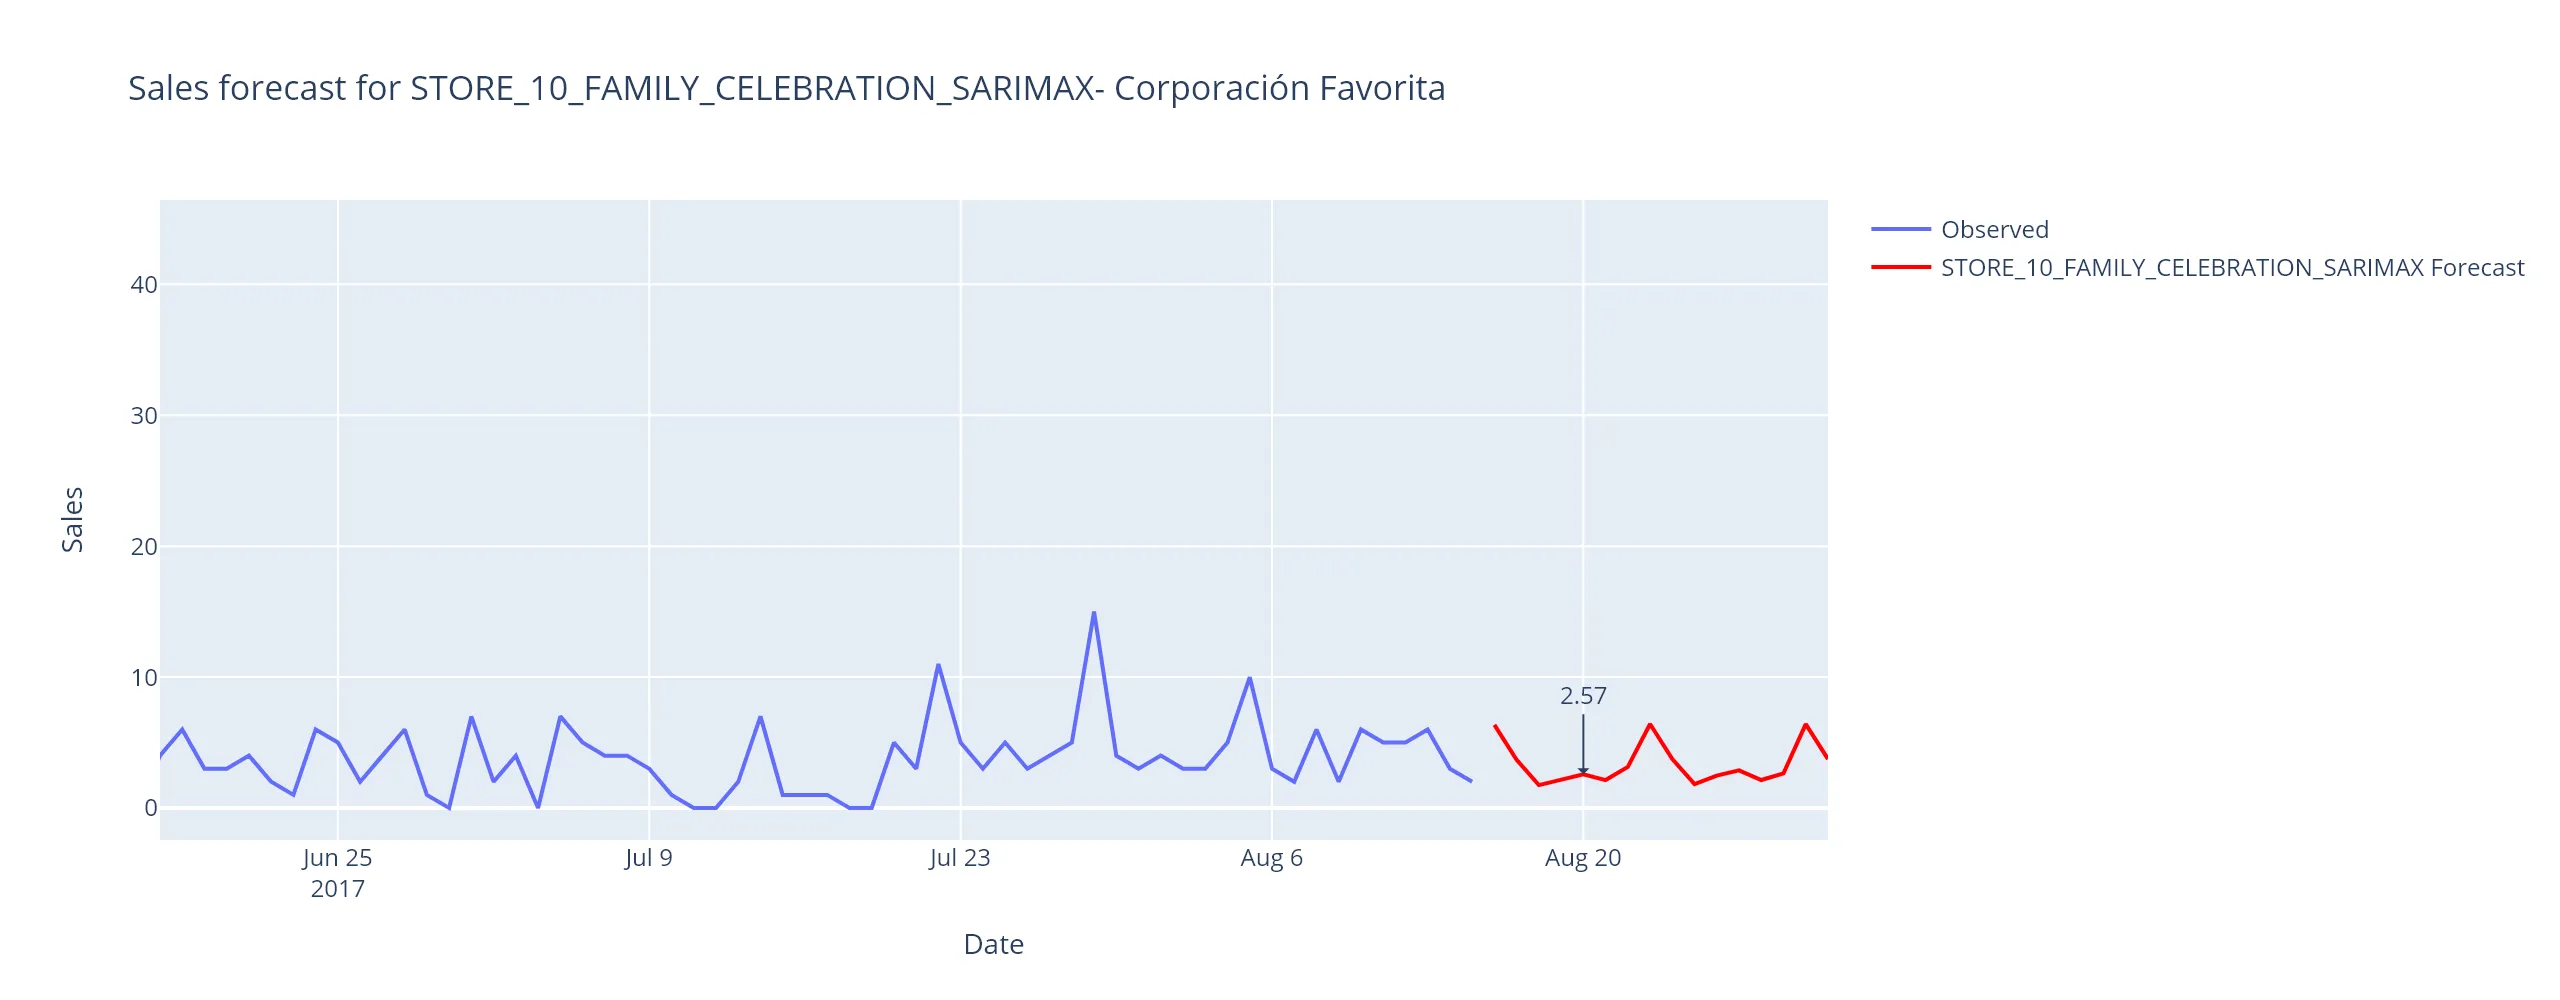 Sales forecast for STORE_10_FAMILY_CELEBRATION_SARIMAX- Corporación Favorita
Observed
STORE_10_FAMILY_CELEBRATION_SARIMAX Forecast
Sales
40
30
20
10
0
2.57
Jun 25
2017
Jul 9
Jul 23
Aug 6
Aug 20
Date